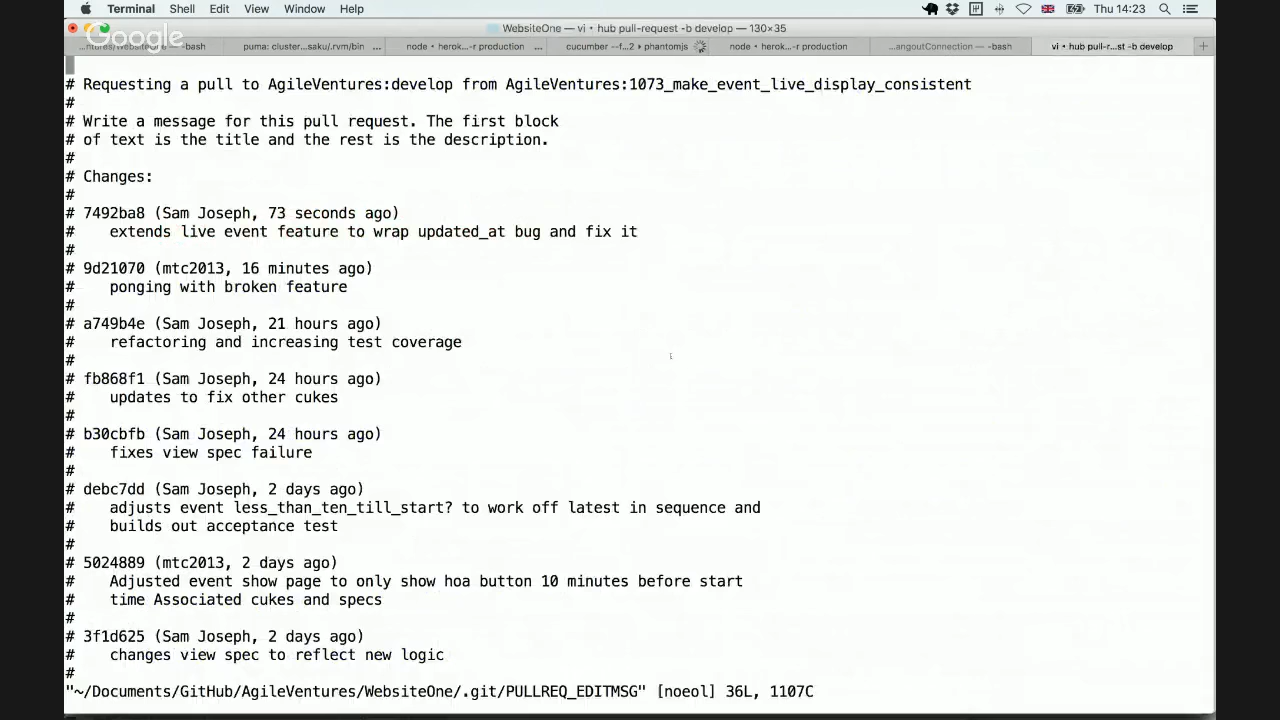 Terminal Shell Edit View Window Help Thu 14:23
WebsiteOne — vi • hub pull-request -b develop — 130×35
Google
puma: cluster...saku/.rvm/bin ... node • herok...-r production ... cucumber --f...2 ▸ phantomjs node • herok...-r production ...angoutConnection — -bash vi • hub pull-r...st -b develop
# Requesting a pull to AgileVentures:develop from AgileVentures:1073_make_event_live_display_consistent
#
# Write a message for this pull request. The first block
# of text is the title and the rest is the description.
#
# Changes:
#
# 7492ba8 (Sam Joseph, 73 seconds ago)
#    extends live event feature to wrap updated_at bug and fix it
#
# 9d21070 (mtc2013, 16 minutes ago)
#    ponging with broken feature
#
# a749b4e (Sam Joseph, 21 hours ago)
#    refactoring and increasing test coverage
#
# fb868f1 (Sam Joseph, 24 hours ago)
#    updates to fix other cukes
#
# b30cbfb (Sam Joseph, 24 hours ago)
#    fixes view spec failure
#
# debc7dd (Sam Joseph, 2 days ago)
#    adjusts event less_than_ten_till_start? to work off latest in sequence and
#    builds out acceptance test
#
# 5024889 (mtc2013, 2 days ago)
#    Adjusted event show page to only show hoa button 10 minutes before start
#    time Associated cukes and specs
#
# 3f1d625 (Sam Joseph, 2 days ago)
#    changes view spec to reflect new logic
#
"~/Documents/GitHub/AgileVentures/WebsiteOne/.git/PULLREQ_EDITMSG" [noeol] 36L, 1107C